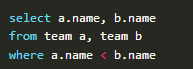 select a.name, b.name
from team a, team b
where a.name < b.name